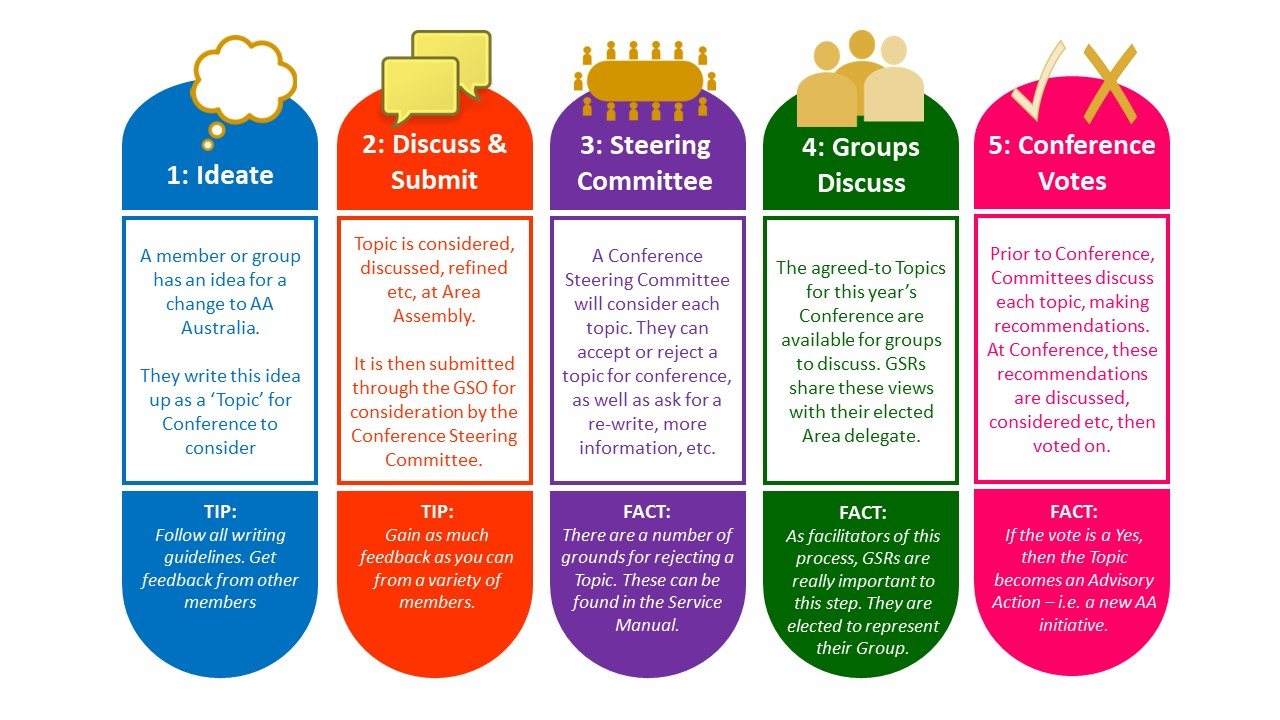 1: Ideate
A member or group
has an idea for a
change to AA
Australia.
They write this idea
up as a ‘Topic’ for
Conference to
consider
TIP:
Follow all writing
guidelines. Get
feedback from other
members
2: Discuss &
Submit
Topic is considered,
discussed, refined
etc, at Area
Assembly.
It is then submitted
through the GSO for
consideration by the
Conference Steering
Committee.
TIP:
Gain as much
feedback as you can
from a variety of
members.
3: Steering
Committee
A Conference
Steering Committee
will consider each
topic. They can
accept or reject a
topic for conference,
as well as ask for a
re-write, more
information, etc.
FACT:
There are a number of
grounds for rejecting a
Topic. These can be
found in the Service
Manual.
4: Groups
Discuss
The agreed-to Topics
for this year’s
Conference are
available for groups
to discuss. GSRs
share these views
with their elected
Area delegate.
FACT:
As facilitators of this
process, GSRs are
really important to
this step. They are
elected to represent
their Group.
5: Conference
Votes
Prior to Conference,
Committees discuss
each topic, making
recommendations.
At Conference, these
recommendations
are discussed,
considered etc, then
voted on.
FACT:
If the vote is a Yes,
then the Topic
becomes an Advisory
Action – i.e. a new AA
initiative.